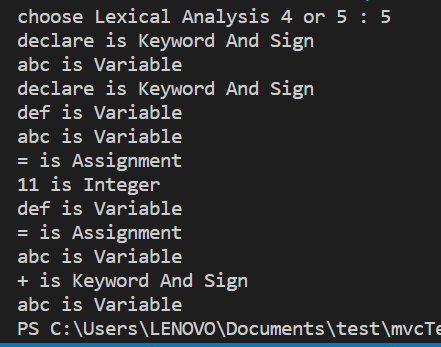 choose Lexical Analysis 4 or 5 : 5
declare is Keyword And Sign
abc is Variable
declare is Keyword And Sign
def is Variable
abc is Variable
= is Assignment
11 is Integer
def is Variable
= is Assignment
abc is Variable
+ is Keyword And Sign
abc is Variable
PS C:\Users\LENOVO\Documents\test\mvcTe